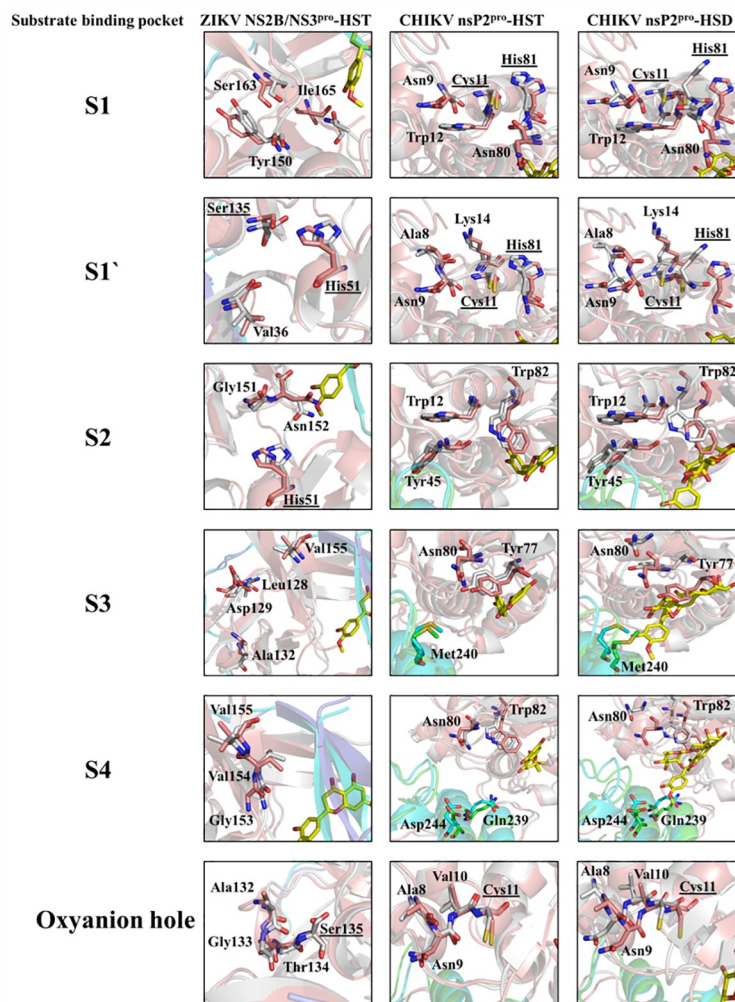 Substrate binding pocket ZIKV NS2B/NS3pro-HST CHIKV nsP2pro-HST CHIKV nsP2pro-HSD
S1
Ser163 Ile165
Tyr150
Asn9 Cys11 His81
Trp12
Asn80
Asn9 Cys11 His81
Trp12
Asn80
S1`
Ser135
His51
Val36
Lys14
Ala8 His81
Asn9 Cys11
Lys14
Ala8 His81
Asn9 Cys11
S2
Gly151
Asn152
His51
Trp82
Trp12
Tyr45
Trp82
Trp12
Tyr45
S3
Val155
Leu128
Asp129
Ala132
Asn80 Tyr77
Met240
Asn80
Tyr77
Met240
S4
Val155
Val154
Gly153
Asn80 Trp82
Asp244 Gln239
Asn80 Trp82
Asp244 Gln239
Oxyanion hole
Ala132
Gly133 Ser135
Thr134
Val10
Ala8 Cys11
Asn9
Ala8 Val10
Cys11
Asn9